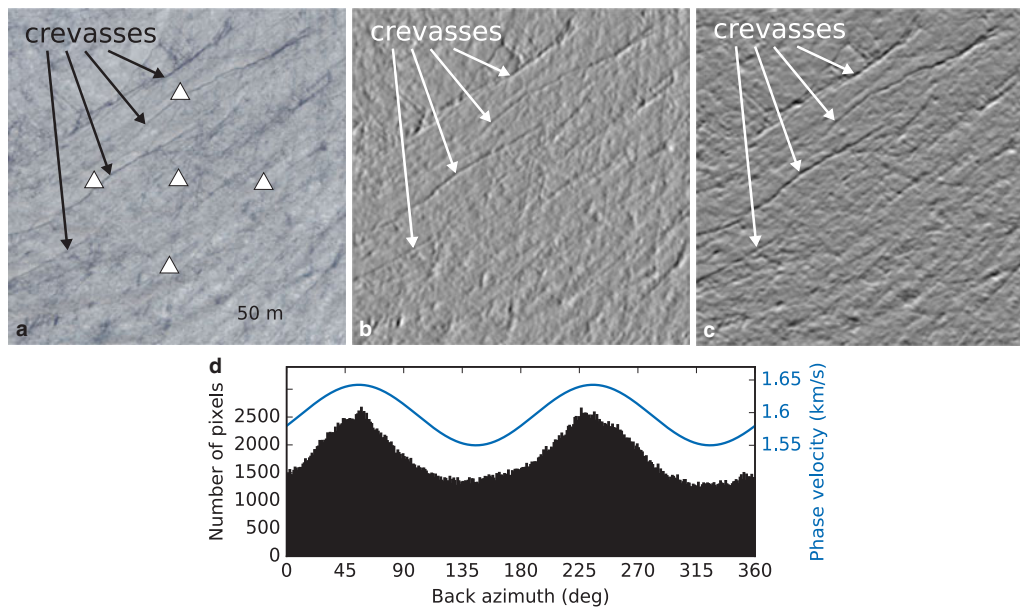 crevasses
50 m
a
crevasses
b
crevasses
c
d
Number of pixels
2500
2000
1500
1000
500
0
0
45
90
135
180
225
270
315
360
Back azimuth (deg)
1.65
1.6
1.55
Phase velocity (km/s)